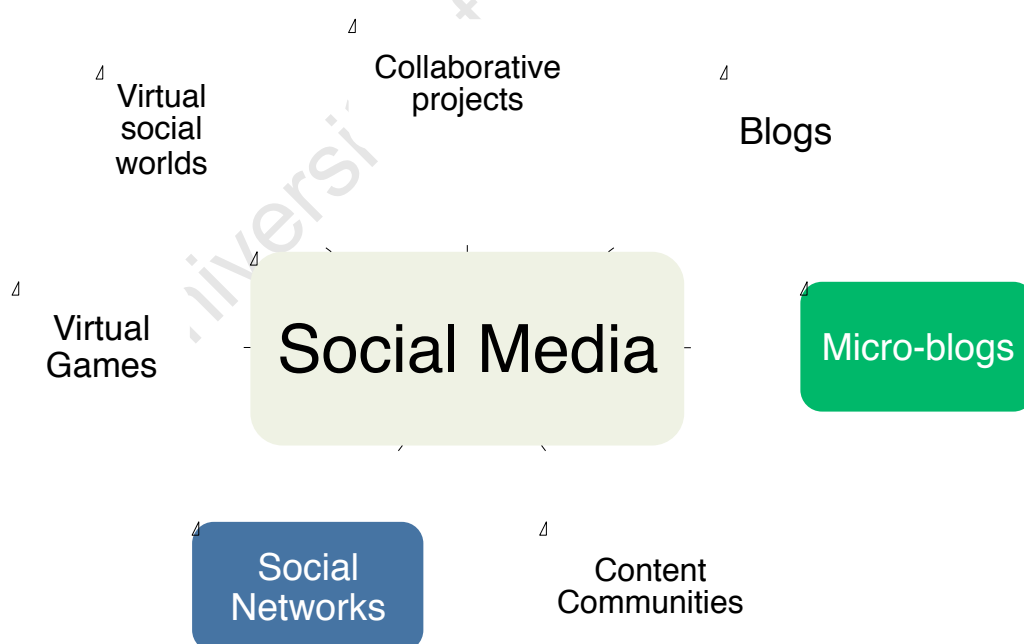 Collaborative
projects
Virtual
social
worlds
Blogs
Virtual
Games
Social Media
Micro-blogs
Social
Networks
Content
Communities